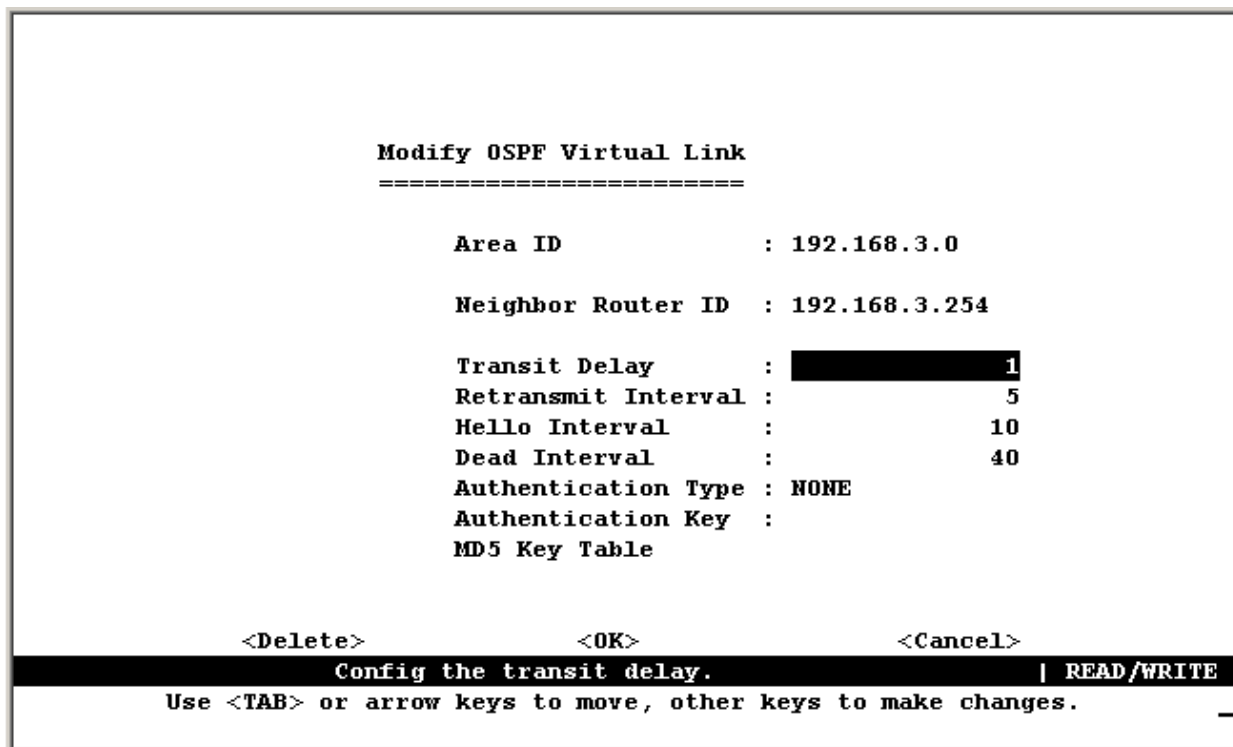 Modify OSPF Virtual Link
========================
Area ID : 192.168.3.0
Neighbor Router ID : 192.168.3.254
Transit Delay : 1
Retransmit Interval : 5
Hello Interval : 10
Dead Interval : 40
Authentication Type : NONE
Authentication Key :
MD5 Key Table
<Delete> <OK> <Cancel>
Config the transit delay. | READ/WRITE
Use <TAB> or arrow keys to move, other keys to make changes.